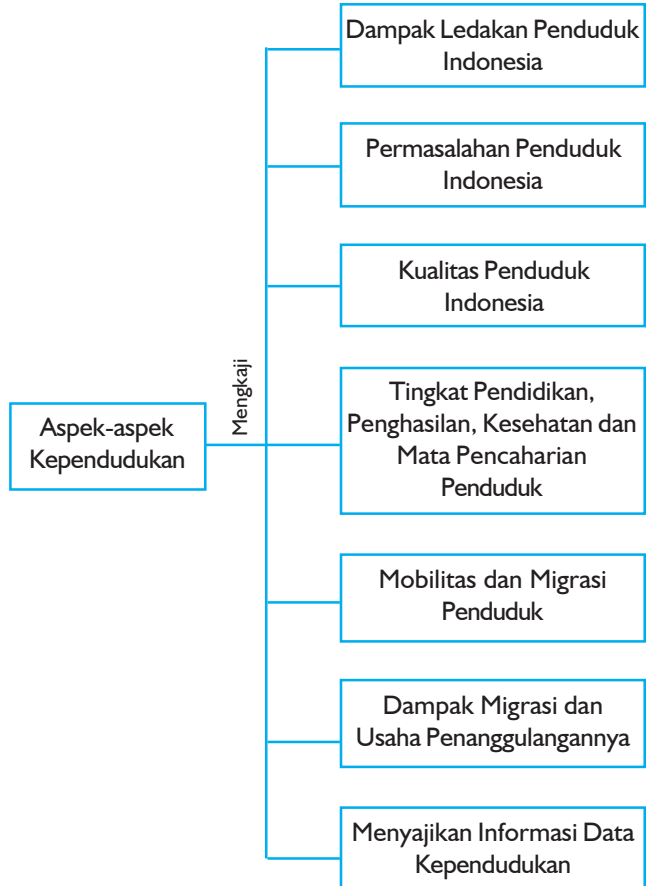 Dampak Ledakan Penduduk
Indonesia
Permasalahan Penduduk
Indonesia
Kualitas Penduduk
Indonesia
Mengkaji
Aspek-aspek
Kependudukan
Tingkat Pendidikan,
Penghasilan, Kesehatan dan
Mata Pencaharian
Penduduk
Mobilitas dan Migrasi
Penduduk
Dampak Migrasi dan
Usaha Penanggulangannya
Menyajikan Informasi Data
Kependudukan